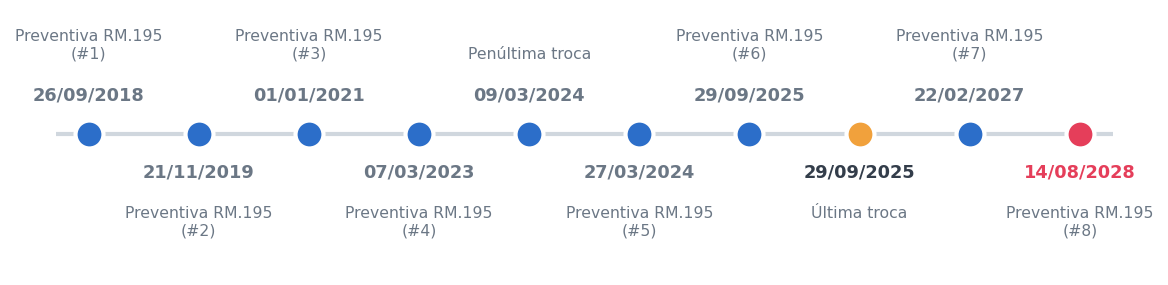 Preventiva RM.195
(#1)
26/09/2018
21/11/2019
Preventiva RM.195
(#2)
Preventiva RM.195
(#3)
01/01/2021
07/03/2023
Preventiva RM.195
(#4)
Penúltima troca
09/03/2024
27/03/2024
Preventiva RM.195
(#5)
Preventiva RM.195
(#6)
29/09/2025
29/09/2025
Última troca
Preventiva RM.195
(#7)
22/02/2027
14/08/2028
Preventiva RM.195
(#8)